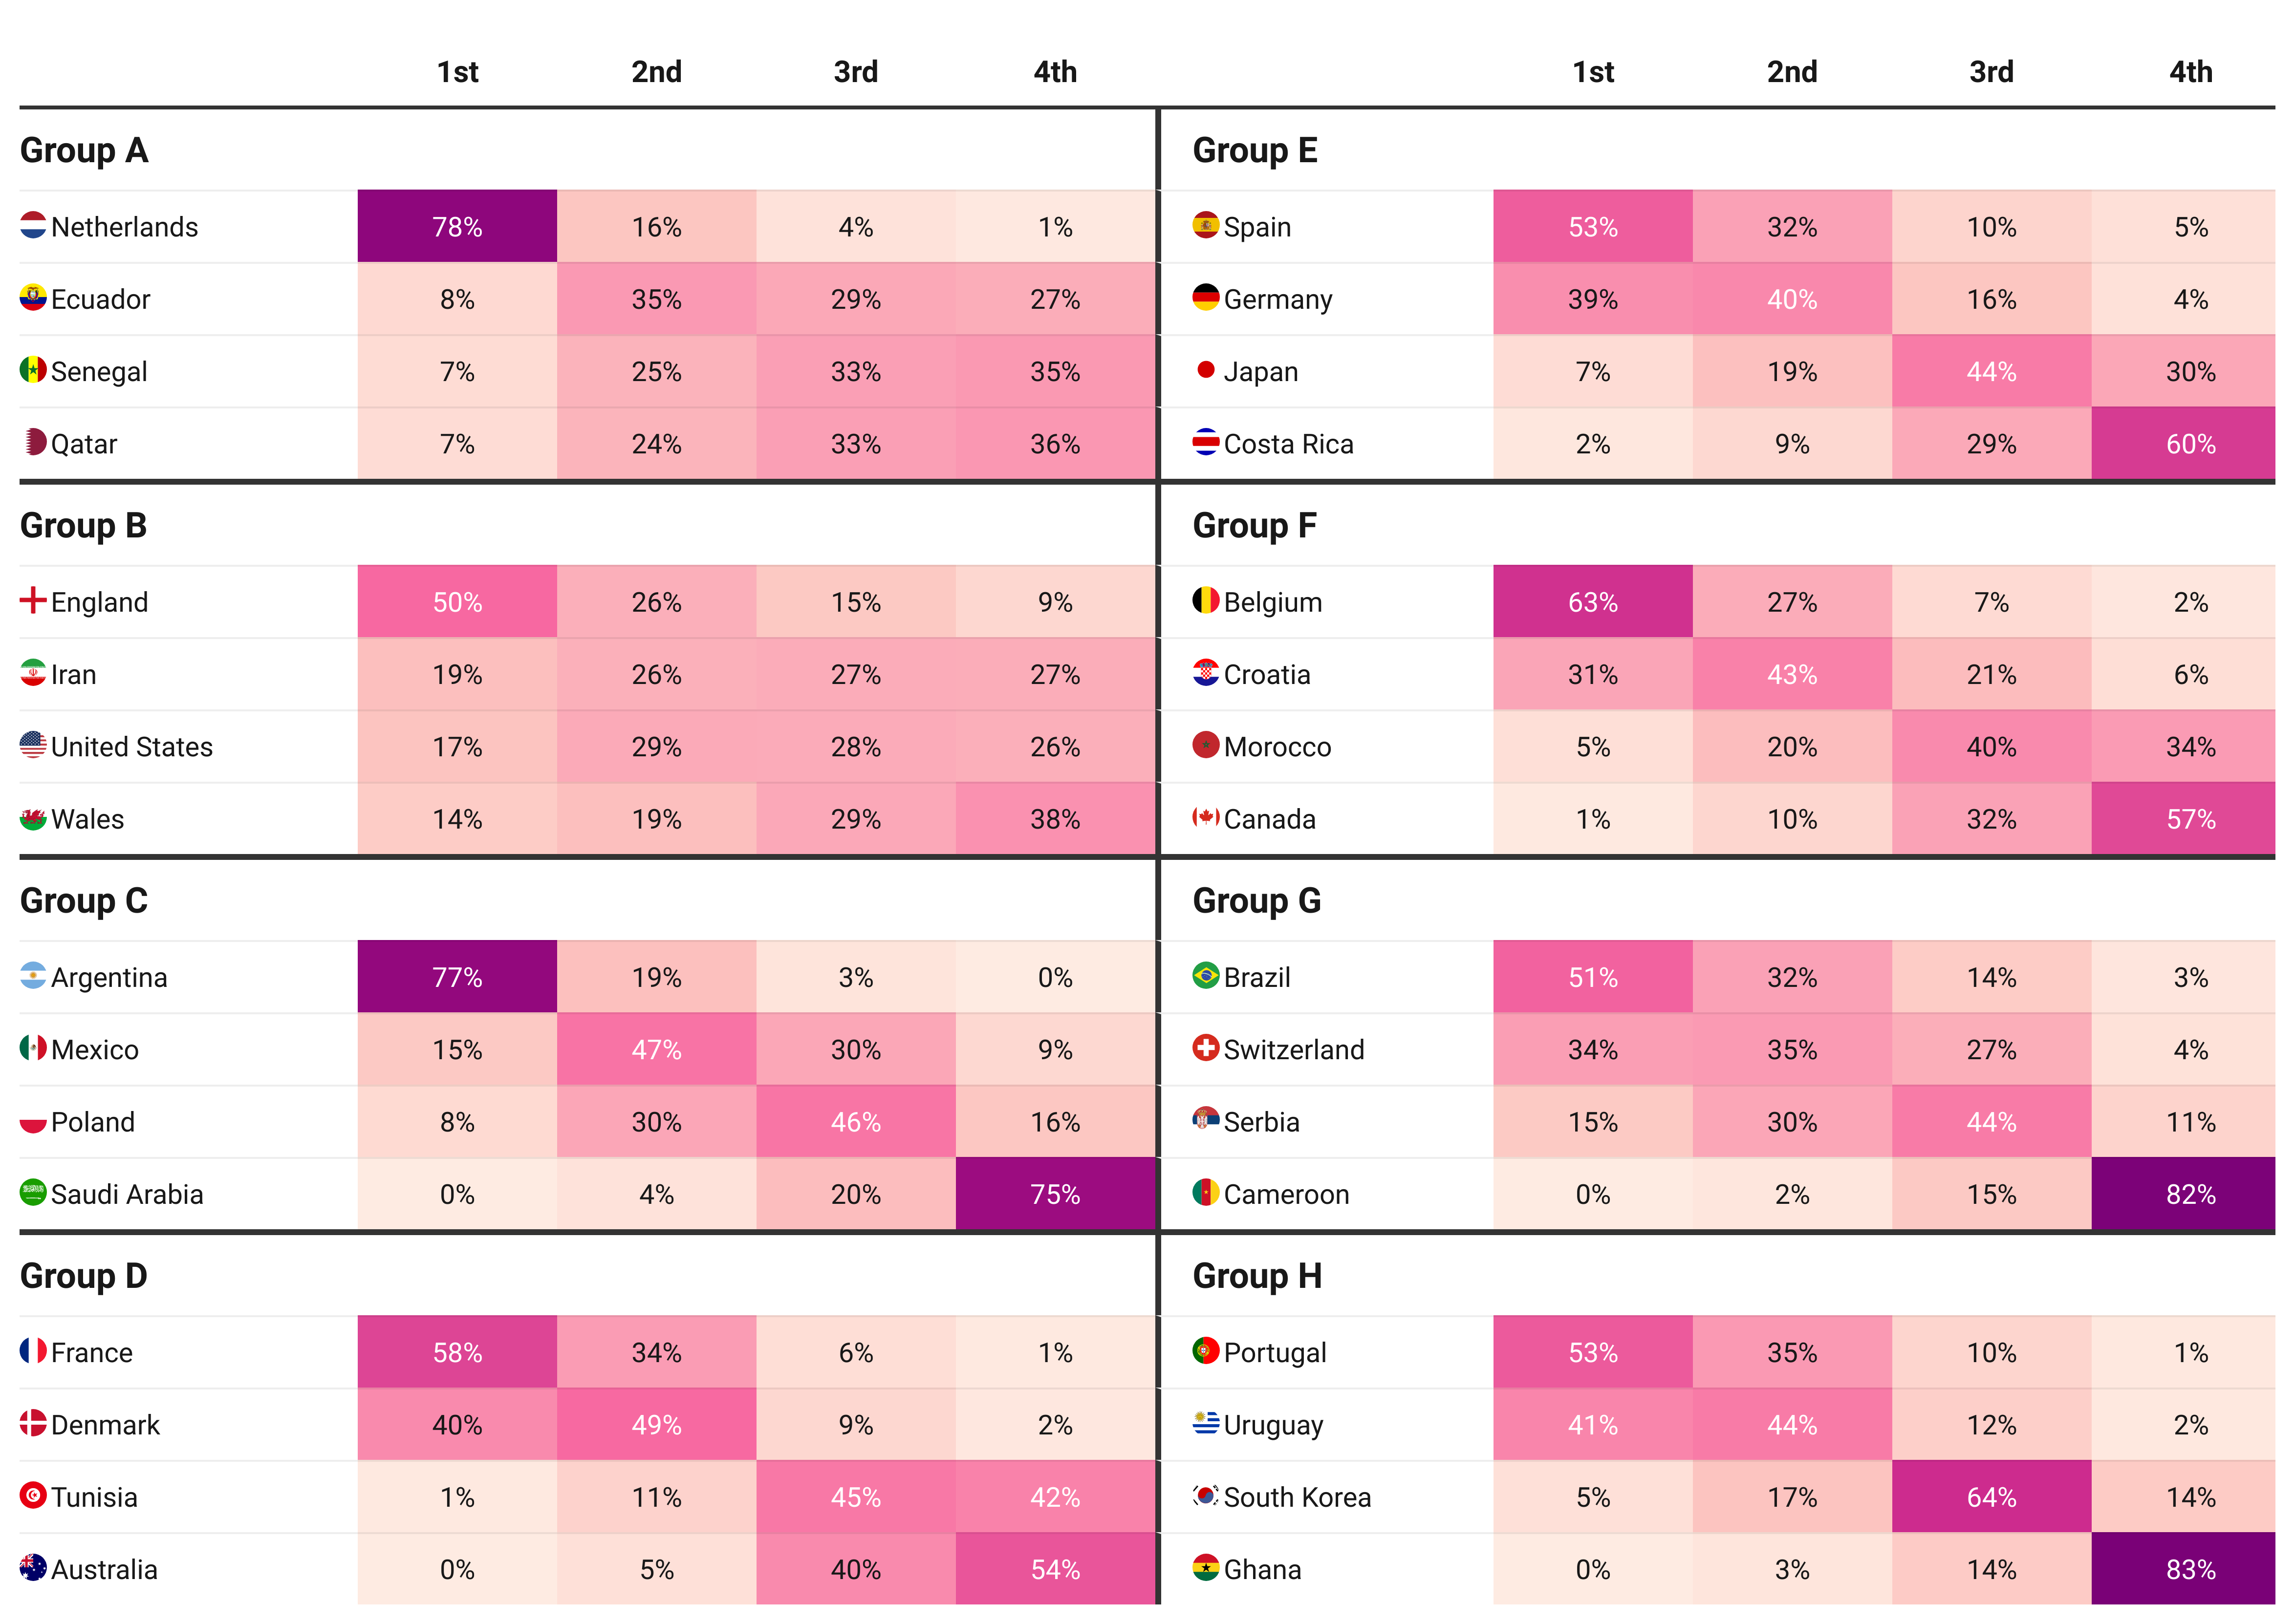 1st 2nd 3rd 4th
Group A
Netherlands 78% 16% 4% 1%
Ecuador 8% 35% 29% 27%
Senegal 7% 25% 33% 35%
Qatar 7% 24% 33% 36%
Group B
England 50% 26% 15% 9%
Iran 19% 26% 27% 27%
United States 17% 29% 28% 26%
Wales 14% 19% 29% 38%
Group C
Argentina 77% 19% 3% 0%
Mexico 15% 47% 30% 9%
Poland 8% 30% 46% 16%
Saudi Arabia 0% 4% 20% 75%
Group D
France 58% 34% 6% 1%
Denmark 40% 49% 9% 2%
Tunisia 1% 11% 45% 42%
Australia 0% 5% 40% 54%
1st 2nd 3rd 4th
Group E
Spain 53% 32% 10% 5%
Germany 39% 40% 16% 4%
Japan 7% 19% 44% 30%
Costa Rica 2% 9% 29% 60%
Group F
Belgium 63% 27% 7% 2%
Croatia 31% 43% 21% 6%
Morocco 5% 20% 40% 34%
Canada 1% 10% 32% 57%
Group G
Brazil 51% 32% 14% 3%
Switzerland 34% 35% 27% 4%
Serbia 15% 30% 44% 11%
Cameroon 0% 2% 15% 82%
Group H
Portugal 53% 35% 10% 1%
Uruguay 41% 44% 12% 2%
South Korea 5% 17% 64% 14%
Ghana 0% 3% 14% 83%